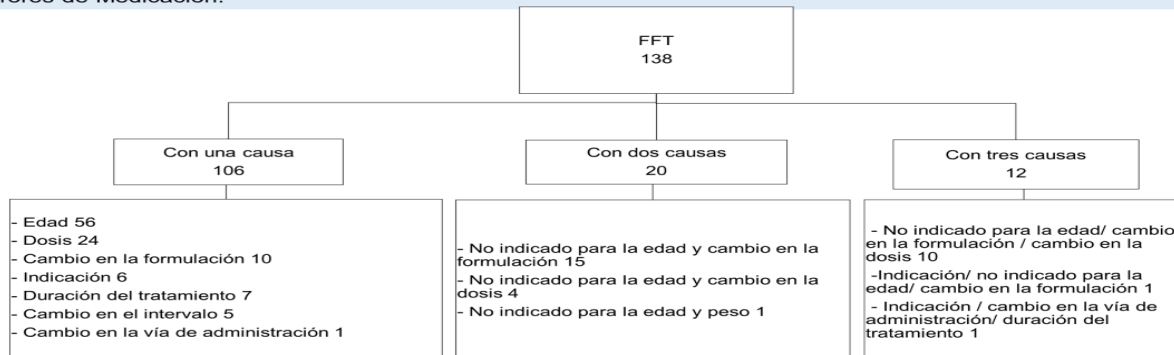 de Medicación.
FFT
138
Con una causa
106
Con dos causas
20
Con tres causas
12
- Edad 56
- Dosis 24
- Cambio en la formulación 10
- Indicación 6
- Duración del tratamiento 7
- Cambio en el intervalo 5
- Cambio en la vía de administración 1
- No indicado para la edad y cambio en la
formulación 15
- No indicado para la edad y cambio en la
dosis 4
- No indicado para la edad y peso 1
- No indicado para la edad/ cambio
en la formulación / cambio en la
dosis 10
-Indicación/ no indicado para la
edad/ cambio en la formulación 1
- Indicación / cambio en la vía de
administración/ duración del
tratamiento 1